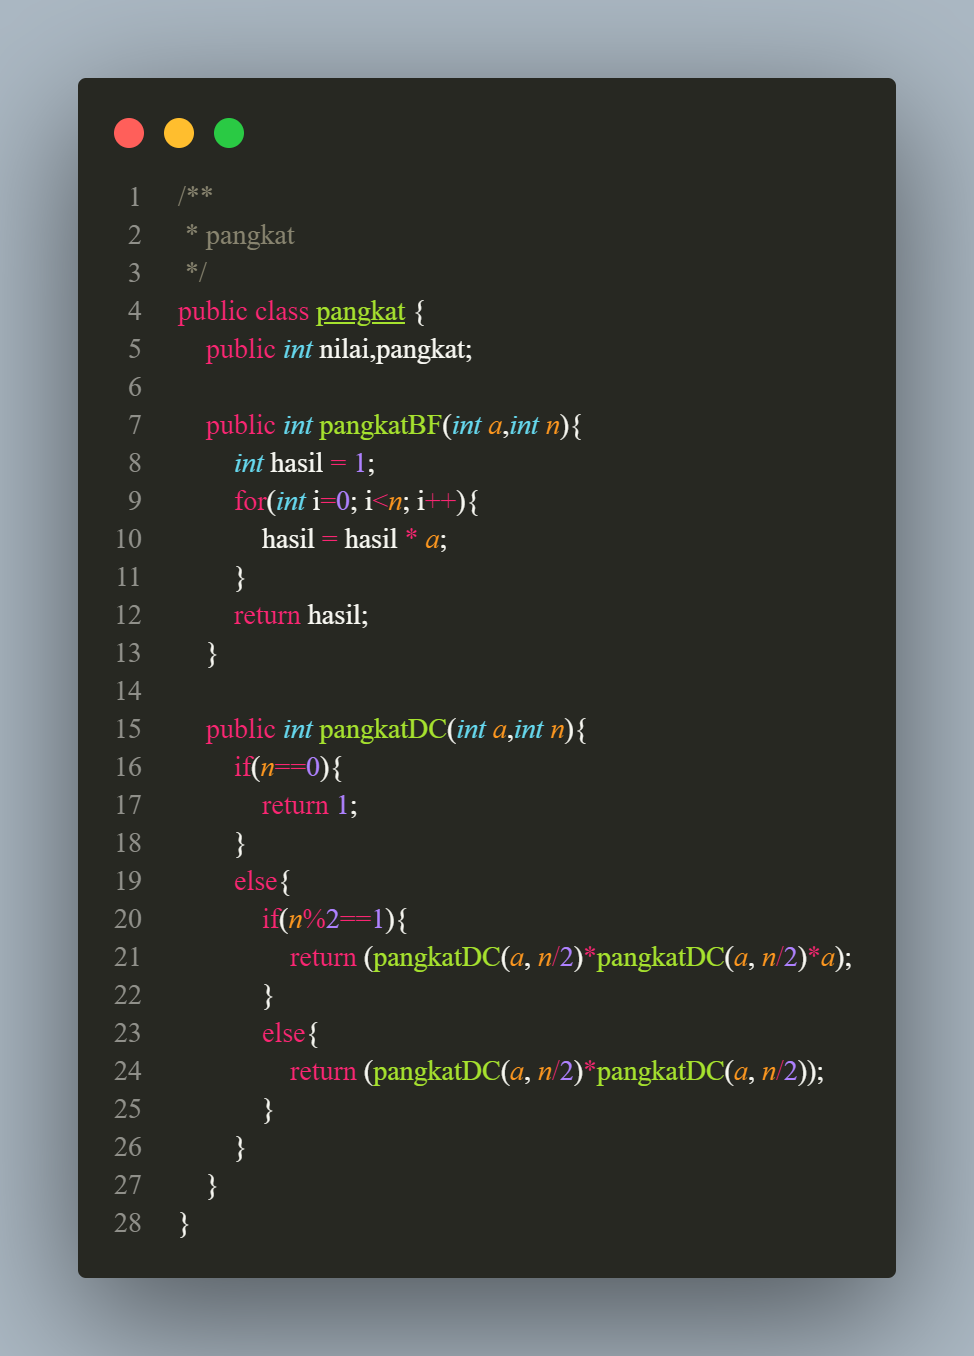 1 /**
2  * pangkat
3  */
4 public class pangkat {
5     public int nilai,pangkat;
6
7     public int pangkatBF(int a,int n){
8         int hasil = 1;
9         for(int i=0; i<n; i++){
10             hasil = hasil * a;
11         }
12         return hasil;
13     }
14
15     public int pangkatDC(int a,int n){
16         if(n==0){
17             return 1;
18         }
19         else{
20             if(n%2==1){
21                 return (pangkatDC(a, n/2)*pangkatDC(a, n/2)*a);
22             }
23             else{
24                 return (pangkatDC(a, n/2)*pangkatDC(a, n/2));
25             }
26         }
27     }
28 }